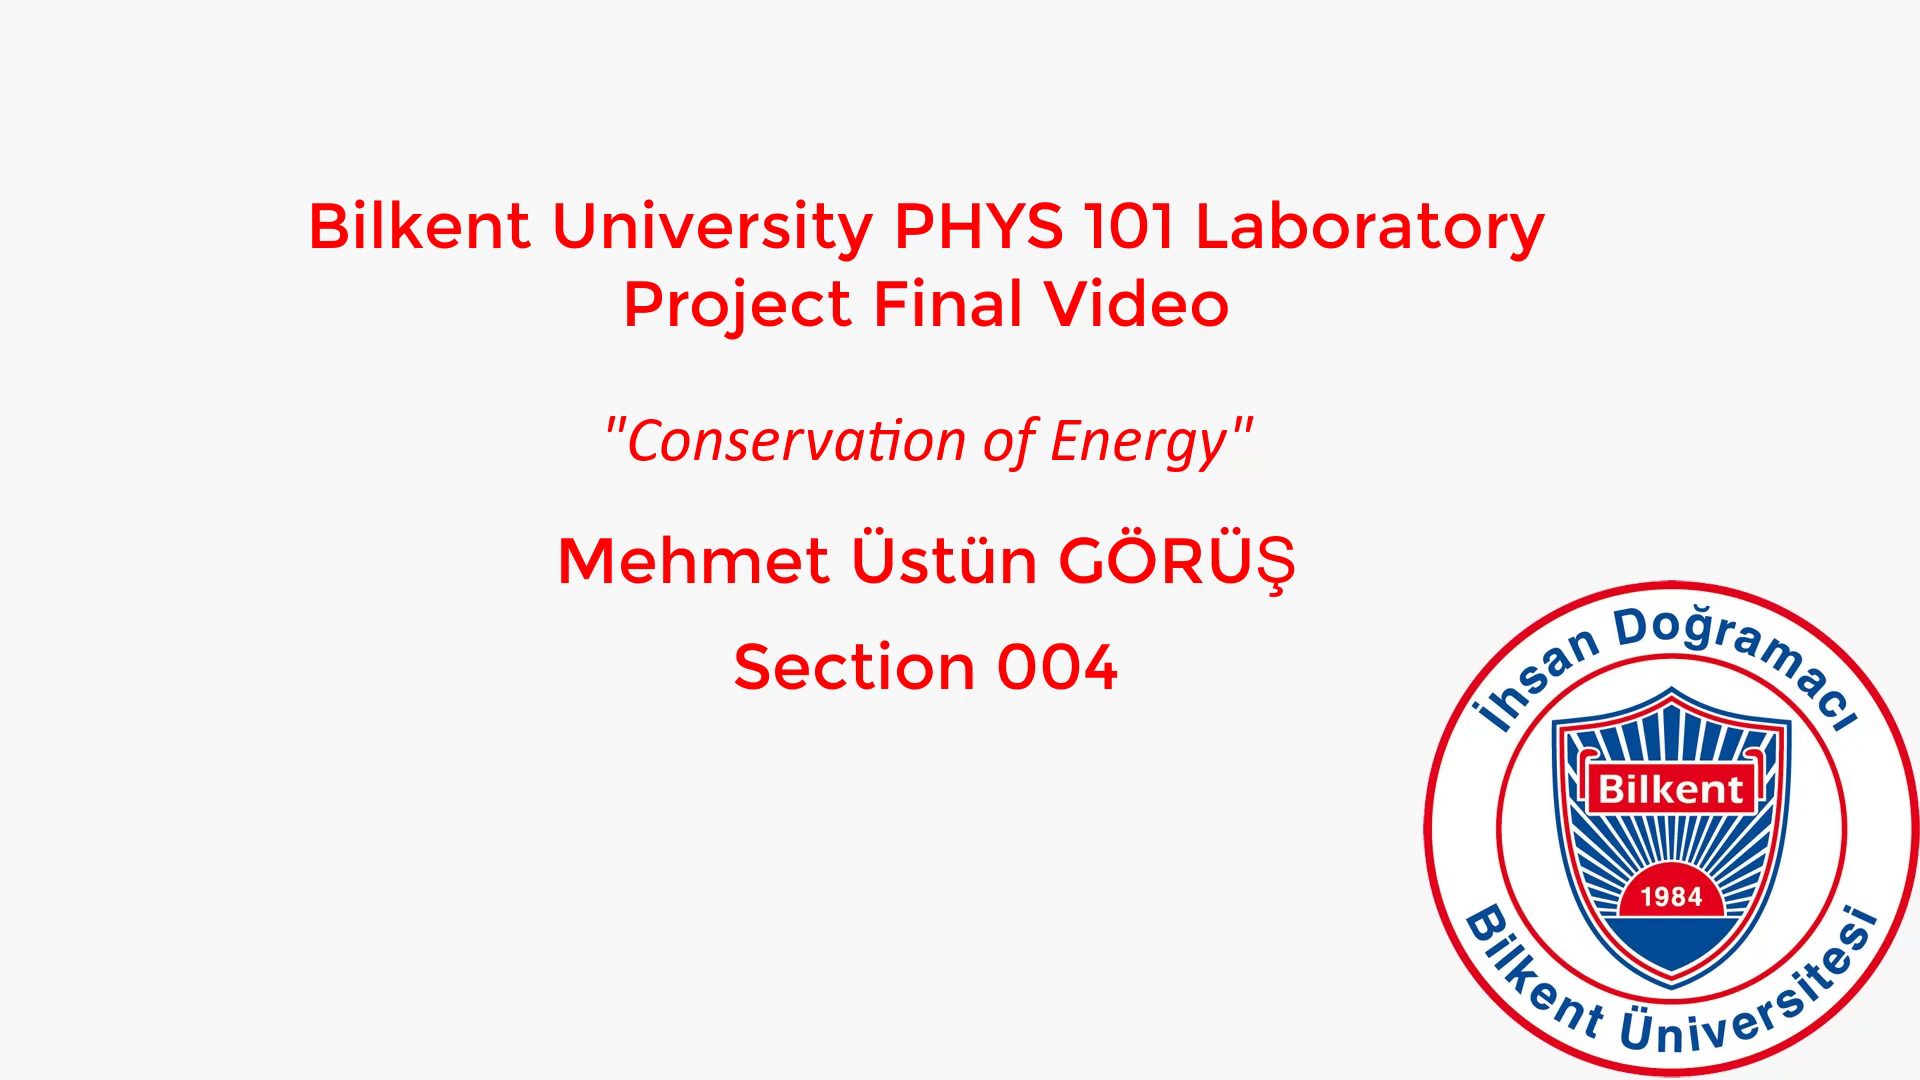 Bilkent University PHYS 101 Laboratory
Project Final Video
"Conservation of Energy"
Mehmet Üstün GÖRÜŞ
Section 004
İhsan Doğramacı
Bilkent
1984
Bilkent Üniversitesi